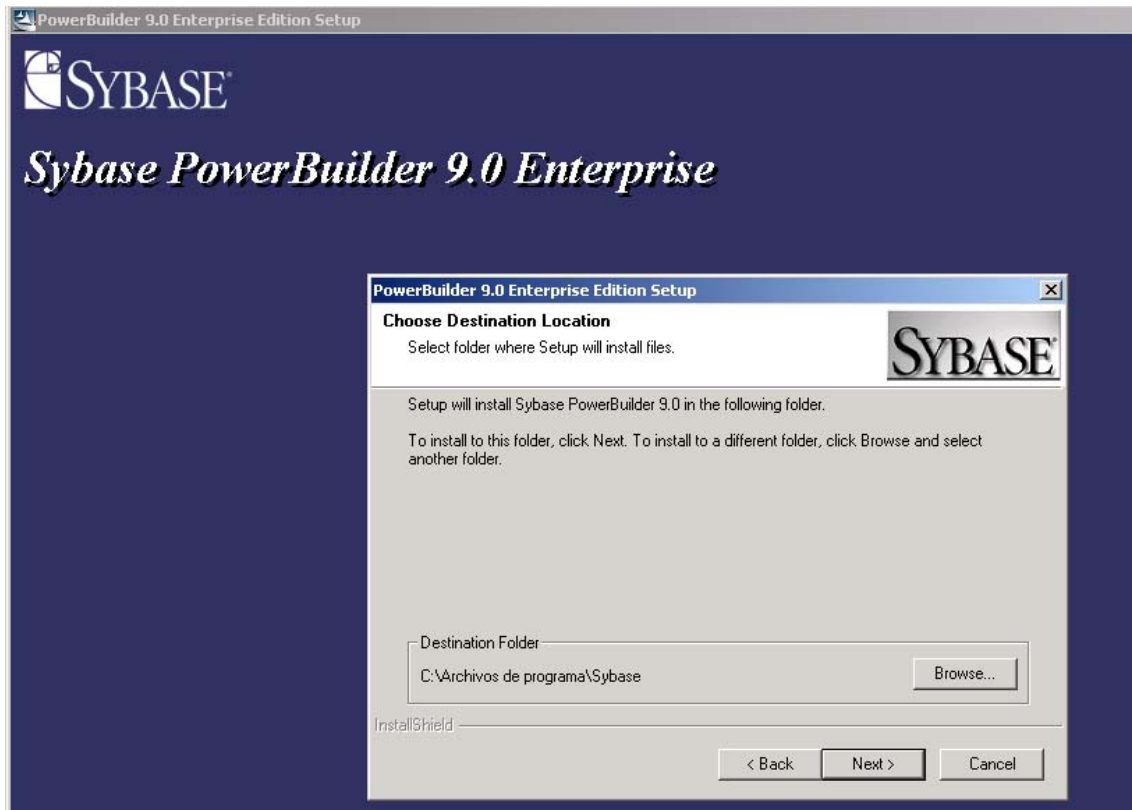 PowerBuilder 9.0 Enterprise Edition Setup
SYBASE®
Sybase PowerBuilder 9.0 Enterprise
PowerBuilder 9.0 Enterprise Edition Setup
Choose Destination Location
Select folder where Setup will install files.
SYBASE
Setup will install Sybase PowerBuilder 9.0 in the following folder.
To install to this folder, click Next. To install to a different folder, click Browse and select
another folder.
Destination Folder
C:\Archivos de programa\Sybase
Browse...
InstallShield
< Back
Next >
Cancel